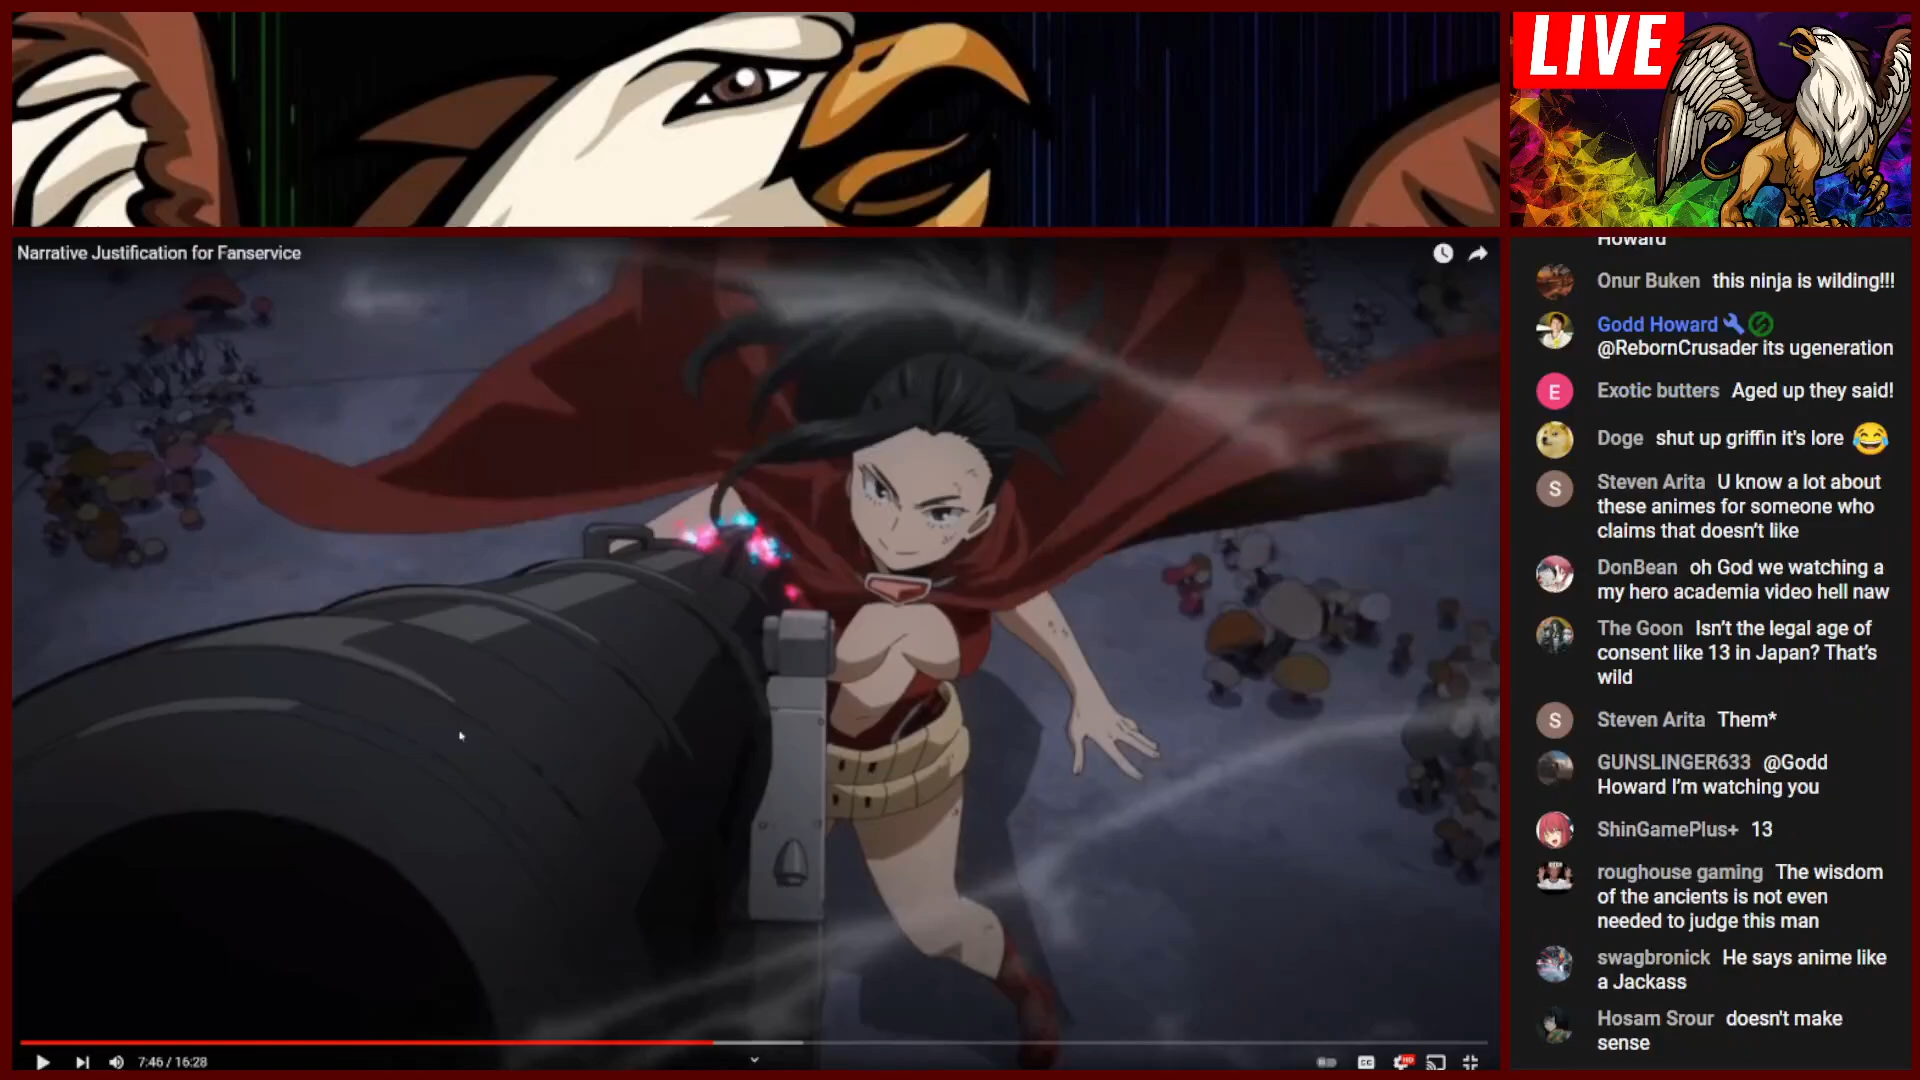 LIVE
Narrative Justification for Fanservice
Howard
Onur Buken this ninja is wilding!!!
Godd Howard
@RebornCrusader its ugeneration
E Exotic butters Aged up they said!
Doge shut up griffin it's lore 😂
S Steven Arita U know a lot about
these animes for someone who
claims that doesn't like
DonBean oh God we watching a
my hero academia video hell naw
The Goon Isn't the legal age of
consent like 13 in Japan? That's
wild
S Steven Arita Them*
GUNSLINGER633 @Godd
Howard I'm watching you
ShinGamePlus+ 13
roughouse gaming The wisdom
of the ancients is not even
needed to judge this man
swagbronick He says anime like
a Jackass
Hosam Srour doesn't make
sense
7:46 / 16:28
CC
HD